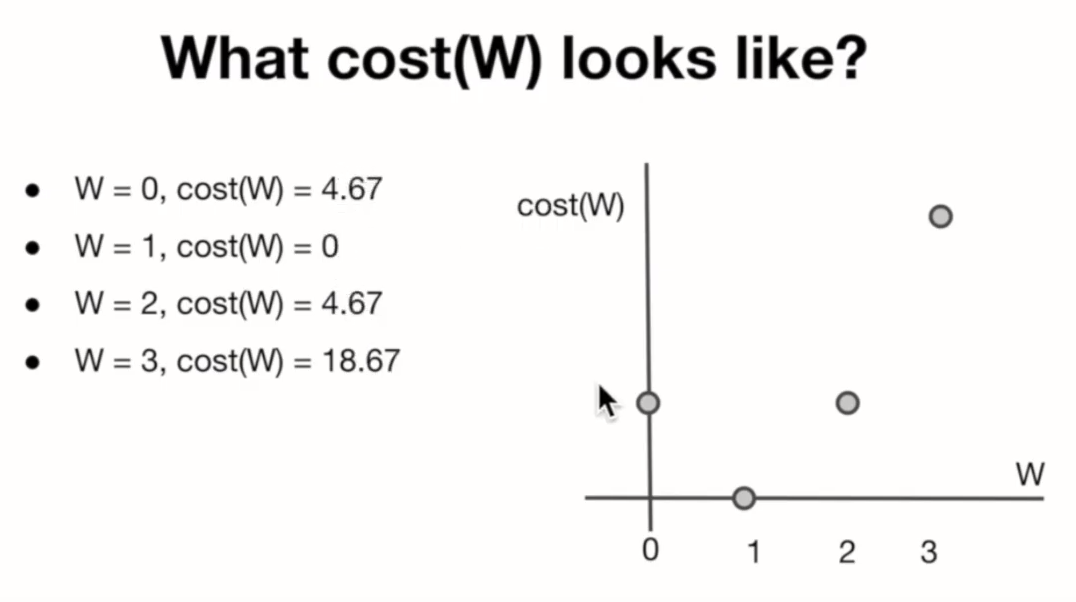 What cost(W) looks like?
• W = 0, cost(W) = 4.67
• W = 1, cost(W) = 0
• W = 2, cost(W) = 4.67
• W = 3, cost(W) = 18.67
cost(W)
W
0 1 2 3